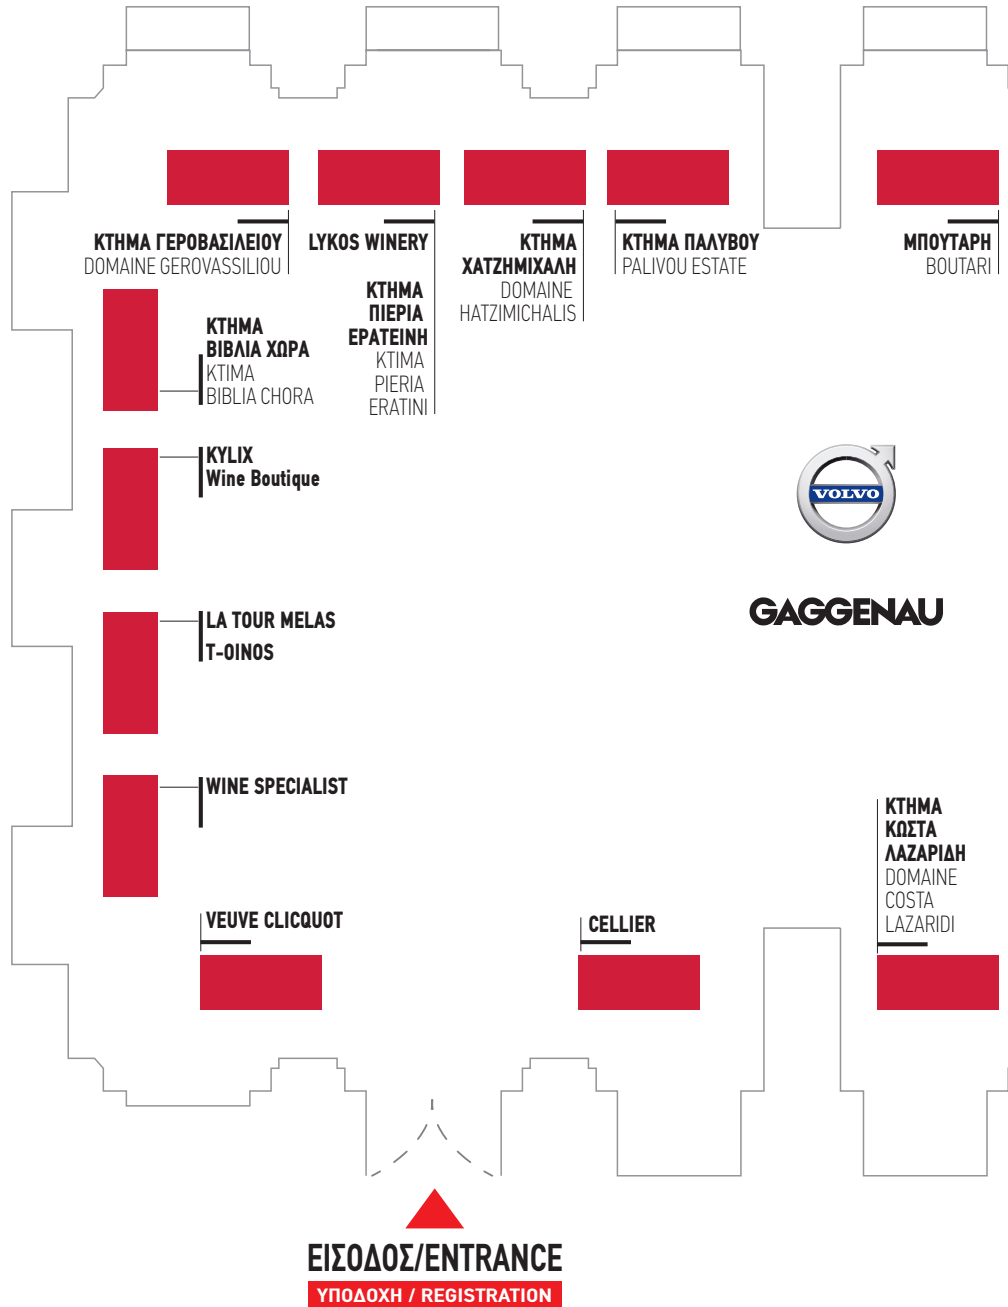 ΚΤΗΜΑ ΓΕΡΟΒΑΣΙΛΕΙΟΥ
DOMAINE GEROVASSILIOU
LYKOS WINERY
ΚΤΗΜΑ
ΠΙΕΡΙΑ
ΕΡΑΤΕΙΝΗ
KTIMA
PIERIA
ERATINI
ΚΤΗΜΑ
ΧΑΤΖΗΜΙΧΑΛΗ
DOMAINE
HATZIMICHALIS
ΚΤΗΜΑ ΠΑΛΥΒΟΥ
PALIVOU ESTATE
ΜΠΟΥΤΑΡΗ
BOUTARI
ΚΤΗΜΑ
ΒΙΒΛΙΑ ΧΩΡΑ
KTIMA
BIBLIA CHORA
KYLIX
Wine Boutique
VOLVO
GAGGENAU
LA TOUR MELAS
T-OINOS
WINE SPECIALIST
ΚΤΗΜΑ
ΚΩΣΤΑ
ΛΑΖΑΡΙΔΗ
DOMAINE
COSTA
LAZARIDI
VEUVE CLICQUOT
CELLIER
ΕΙΣΟΔΟΣ/ENTRANCE
ΥΠΟΔΟΧΗ / REGISTRATION